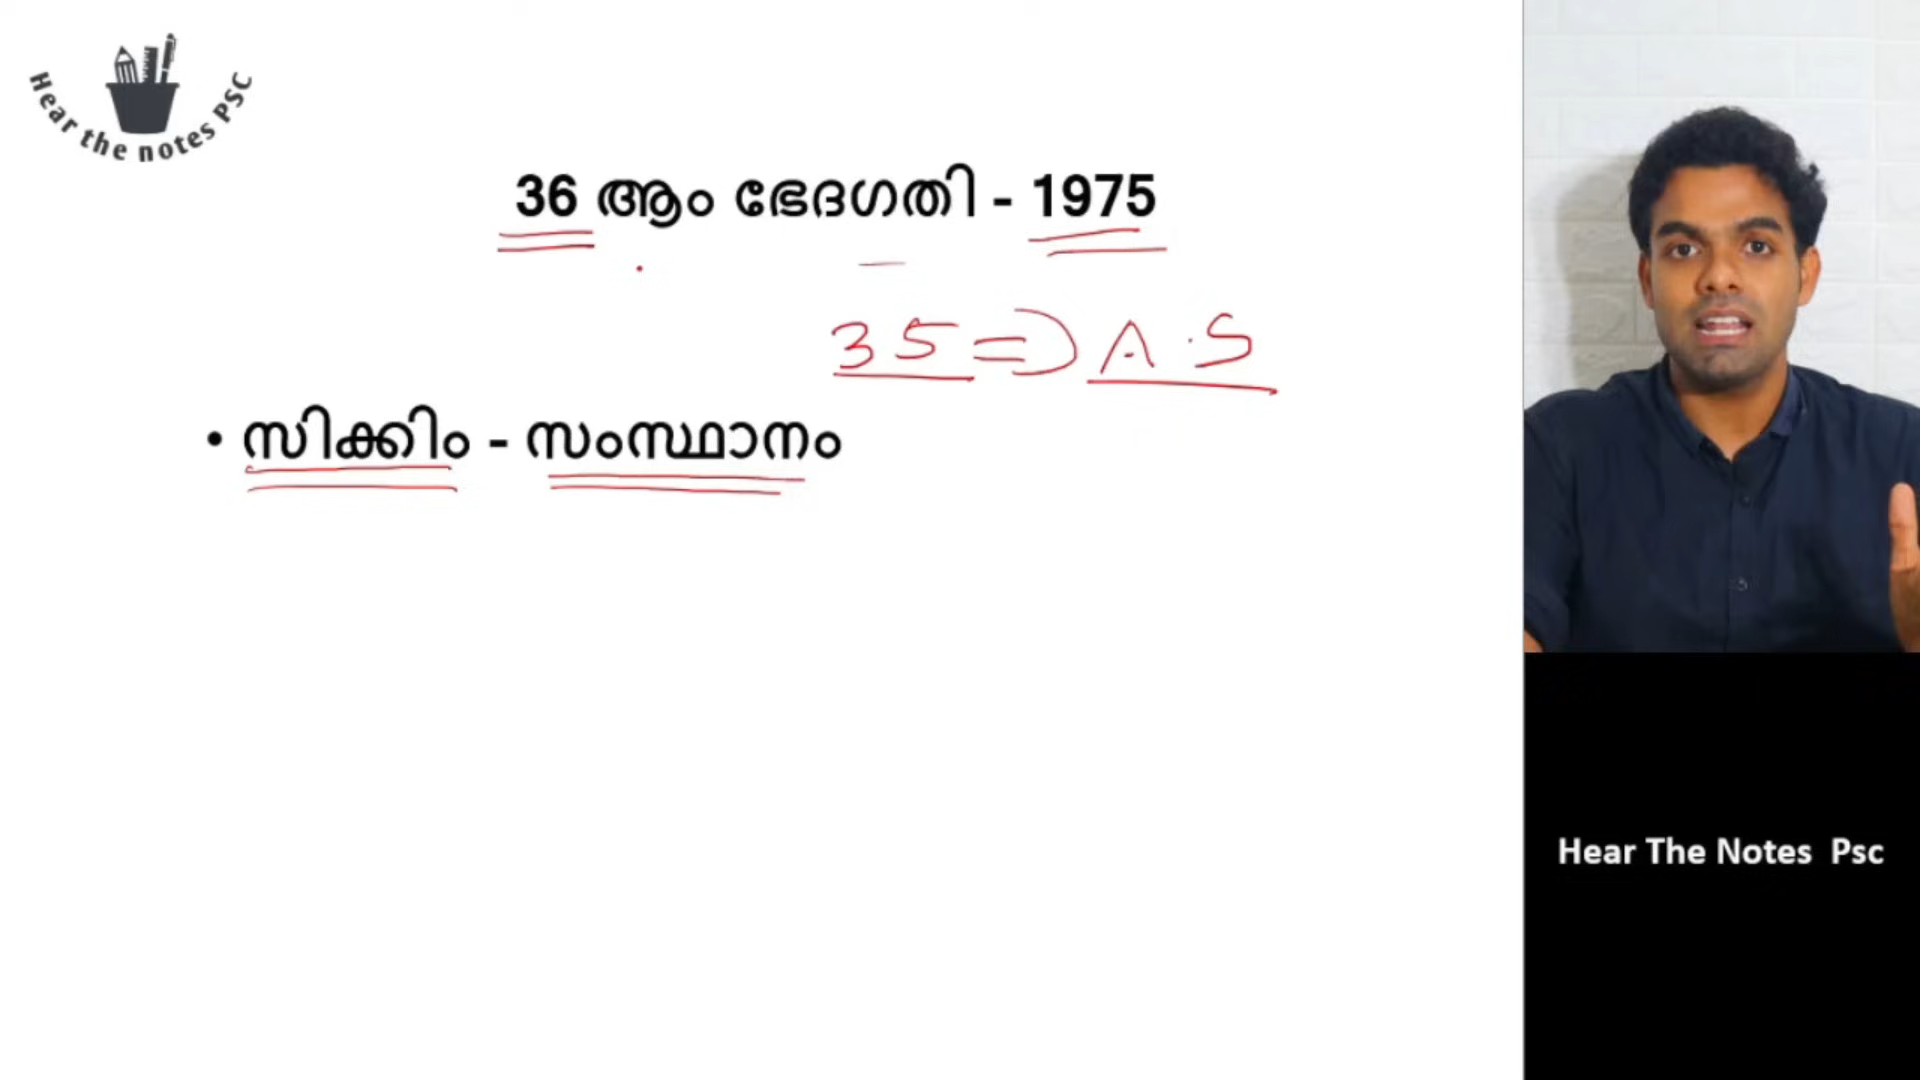 Hear the notes PSC
36 ആം ഭേദഗതി - 1975
35 => A.S
• സിക്കിം - സംസ്ഥാനം
Hear The Notes Psc